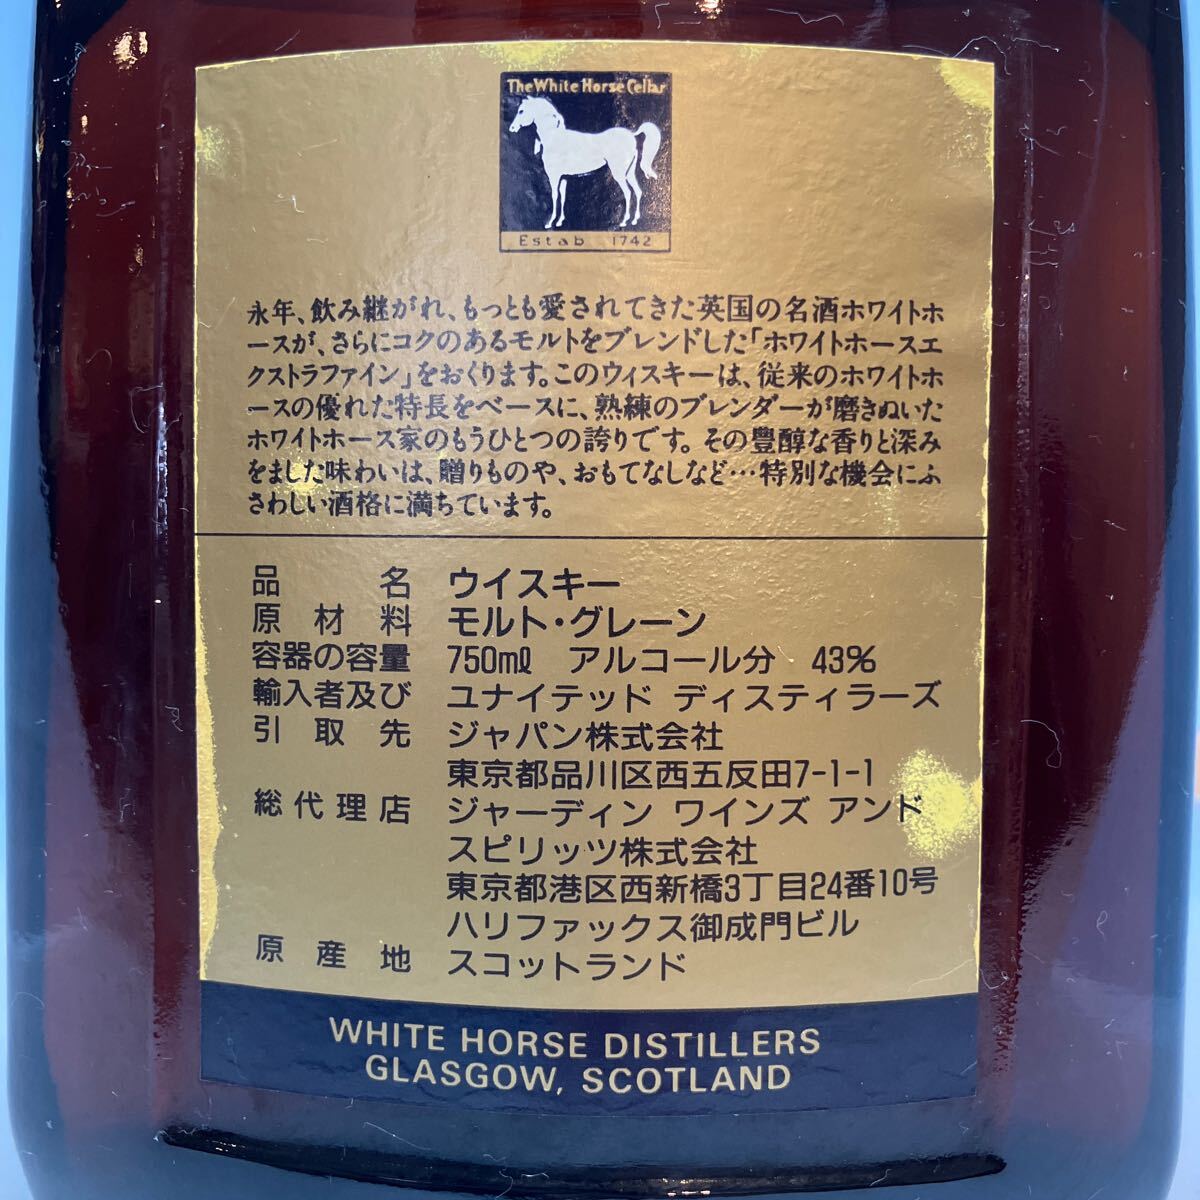 The White Horse Cellar
Estab 1742
永年、飲み継がれ、もっとも愛されてきた英国の名酒ホワイトホ
ースが、さらにコクのあるモルトをブレンドした「ホワイトホースエ
クストラファイン」をおくります。このウィスキーは、従来のホワイトホ
ースの優れた特長をベースに、熟練のブレンダーが磨きぬいた
ホワイトホース家のもうひとつの誇りです。その豊醇な香りと深み
をました味わいは、贈りものや、おもてなしなど…特別な機会にふ
さわしい酒格に満ちています。
品名 ウイスキー
原材料 モルト・グレーン
容器の容量 750mℓ アルコール分 43%
輸入者及び ユナイテッド ディスティラーズ
引取先 ジャパン株式会社
東京都品川区西五反田7-1-1
総代理店 ジャーディン ワインズ アンド
スピリッツ株式会社
東京都港区西新橋3丁目24番10号
ハリファックス御成門ビル
原産地 スコットランド
WHITE HORSE DISTILLERS
GLASGOW, SCOTLAND